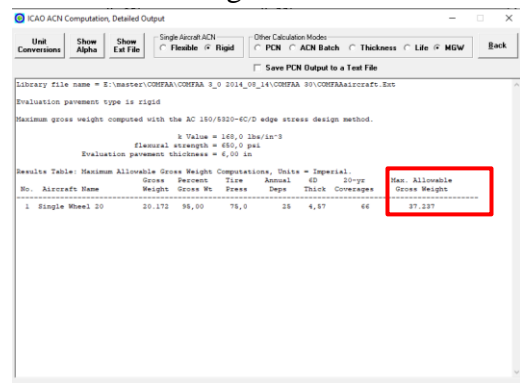 ICAO ACN Computation, Detailed Output
Unit Conversions
Show Alpha
Show Ext File
Single Aircraft ACN
Flexible Rigid
Other Calculation Modes
PCN ACN Batch Thickness Life MGW
Back
Save PCN Output to a Text File
Library file name = E:\master\COMFAA\COMFAA 3_0 2014_08_14\COMFAA 30\COMFAAaircraft.Ext
Evaluation pavement type is rigid
Maximum gross weight computed with the AC 150/5320-6C/D edge stress design method.
k Value = 168,0 lbs/in^3
flexural strength = 650,0 psi
Evaluation pavement thickness = 6,00 in
Results Table: Maximum Allowable Gross Weight Computations, Units = Imperial.
Gross Percent Tire Annual 6D 20-yr Max. Allowable
No. Aircraft Name Weight Gross Wt Press Deps Thick Coverages Gross Weight
1 Single Wheel 20 20.172 95,00 75,0 25 4,57 66 37.237